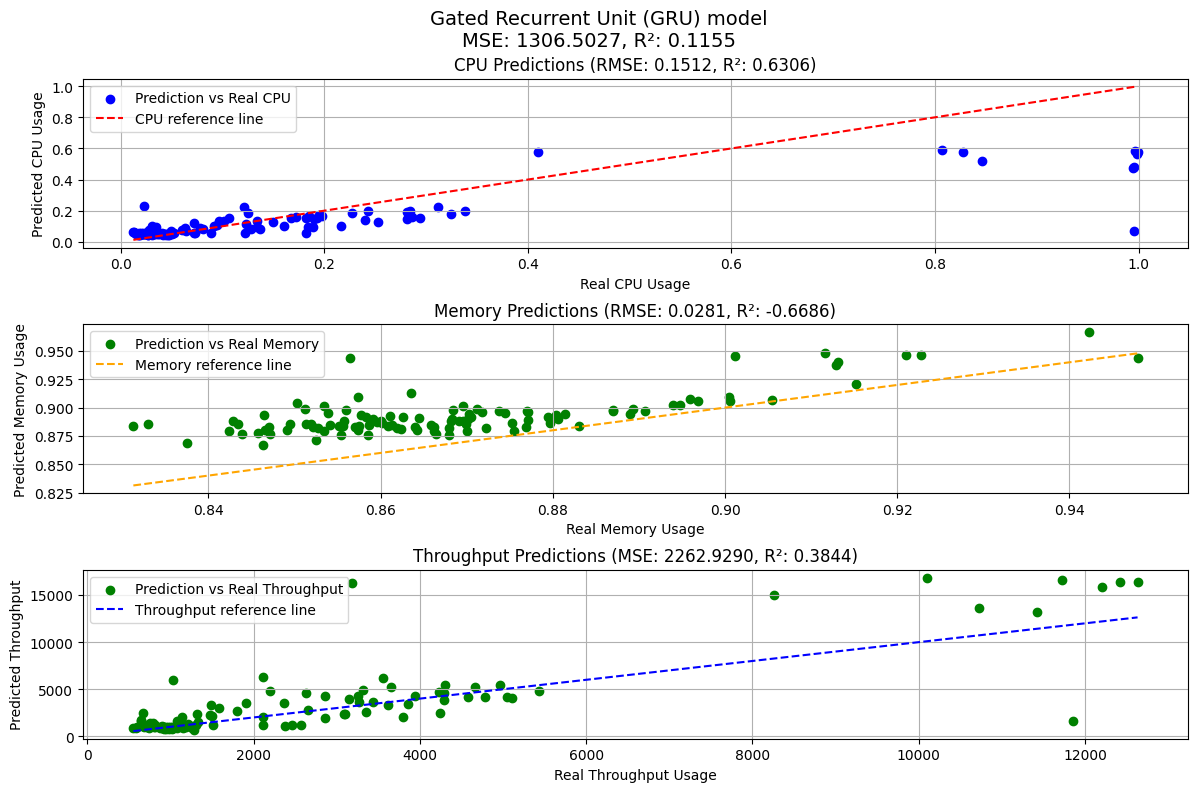 Gated Recurrent Unit (GRU) model
MSE: 1306.5027, R²: 0.1155
CPU Predictions (RMSE: 0.1512, R²: 0.6306)
Predicted CPU Usage
1.0
0.8
0.6
0.4
0.2
0.0
Prediction vs Real CPU
CPU reference line
0.0 0.2 0.4 0.6 0.8 1.0
Real CPU Usage
Memory Predictions (RMSE: 0.0281, R²: -0.6686)
Predicted Memory Usage
0.950
0.925
0.900
0.875
0.850
0.825
Prediction vs Real Memory
Memory reference line
0.84 0.86 0.88 0.90 0.92 0.94
Real Memory Usage
Throughput Predictions (MSE: 2262.9290, R²: 0.3844)
Predicted Throughput
15000
10000
5000
0
Prediction vs Real Throughput
Throughput reference line
0 2000 4000 6000 8000 10000 12000
Real Throughput Usage